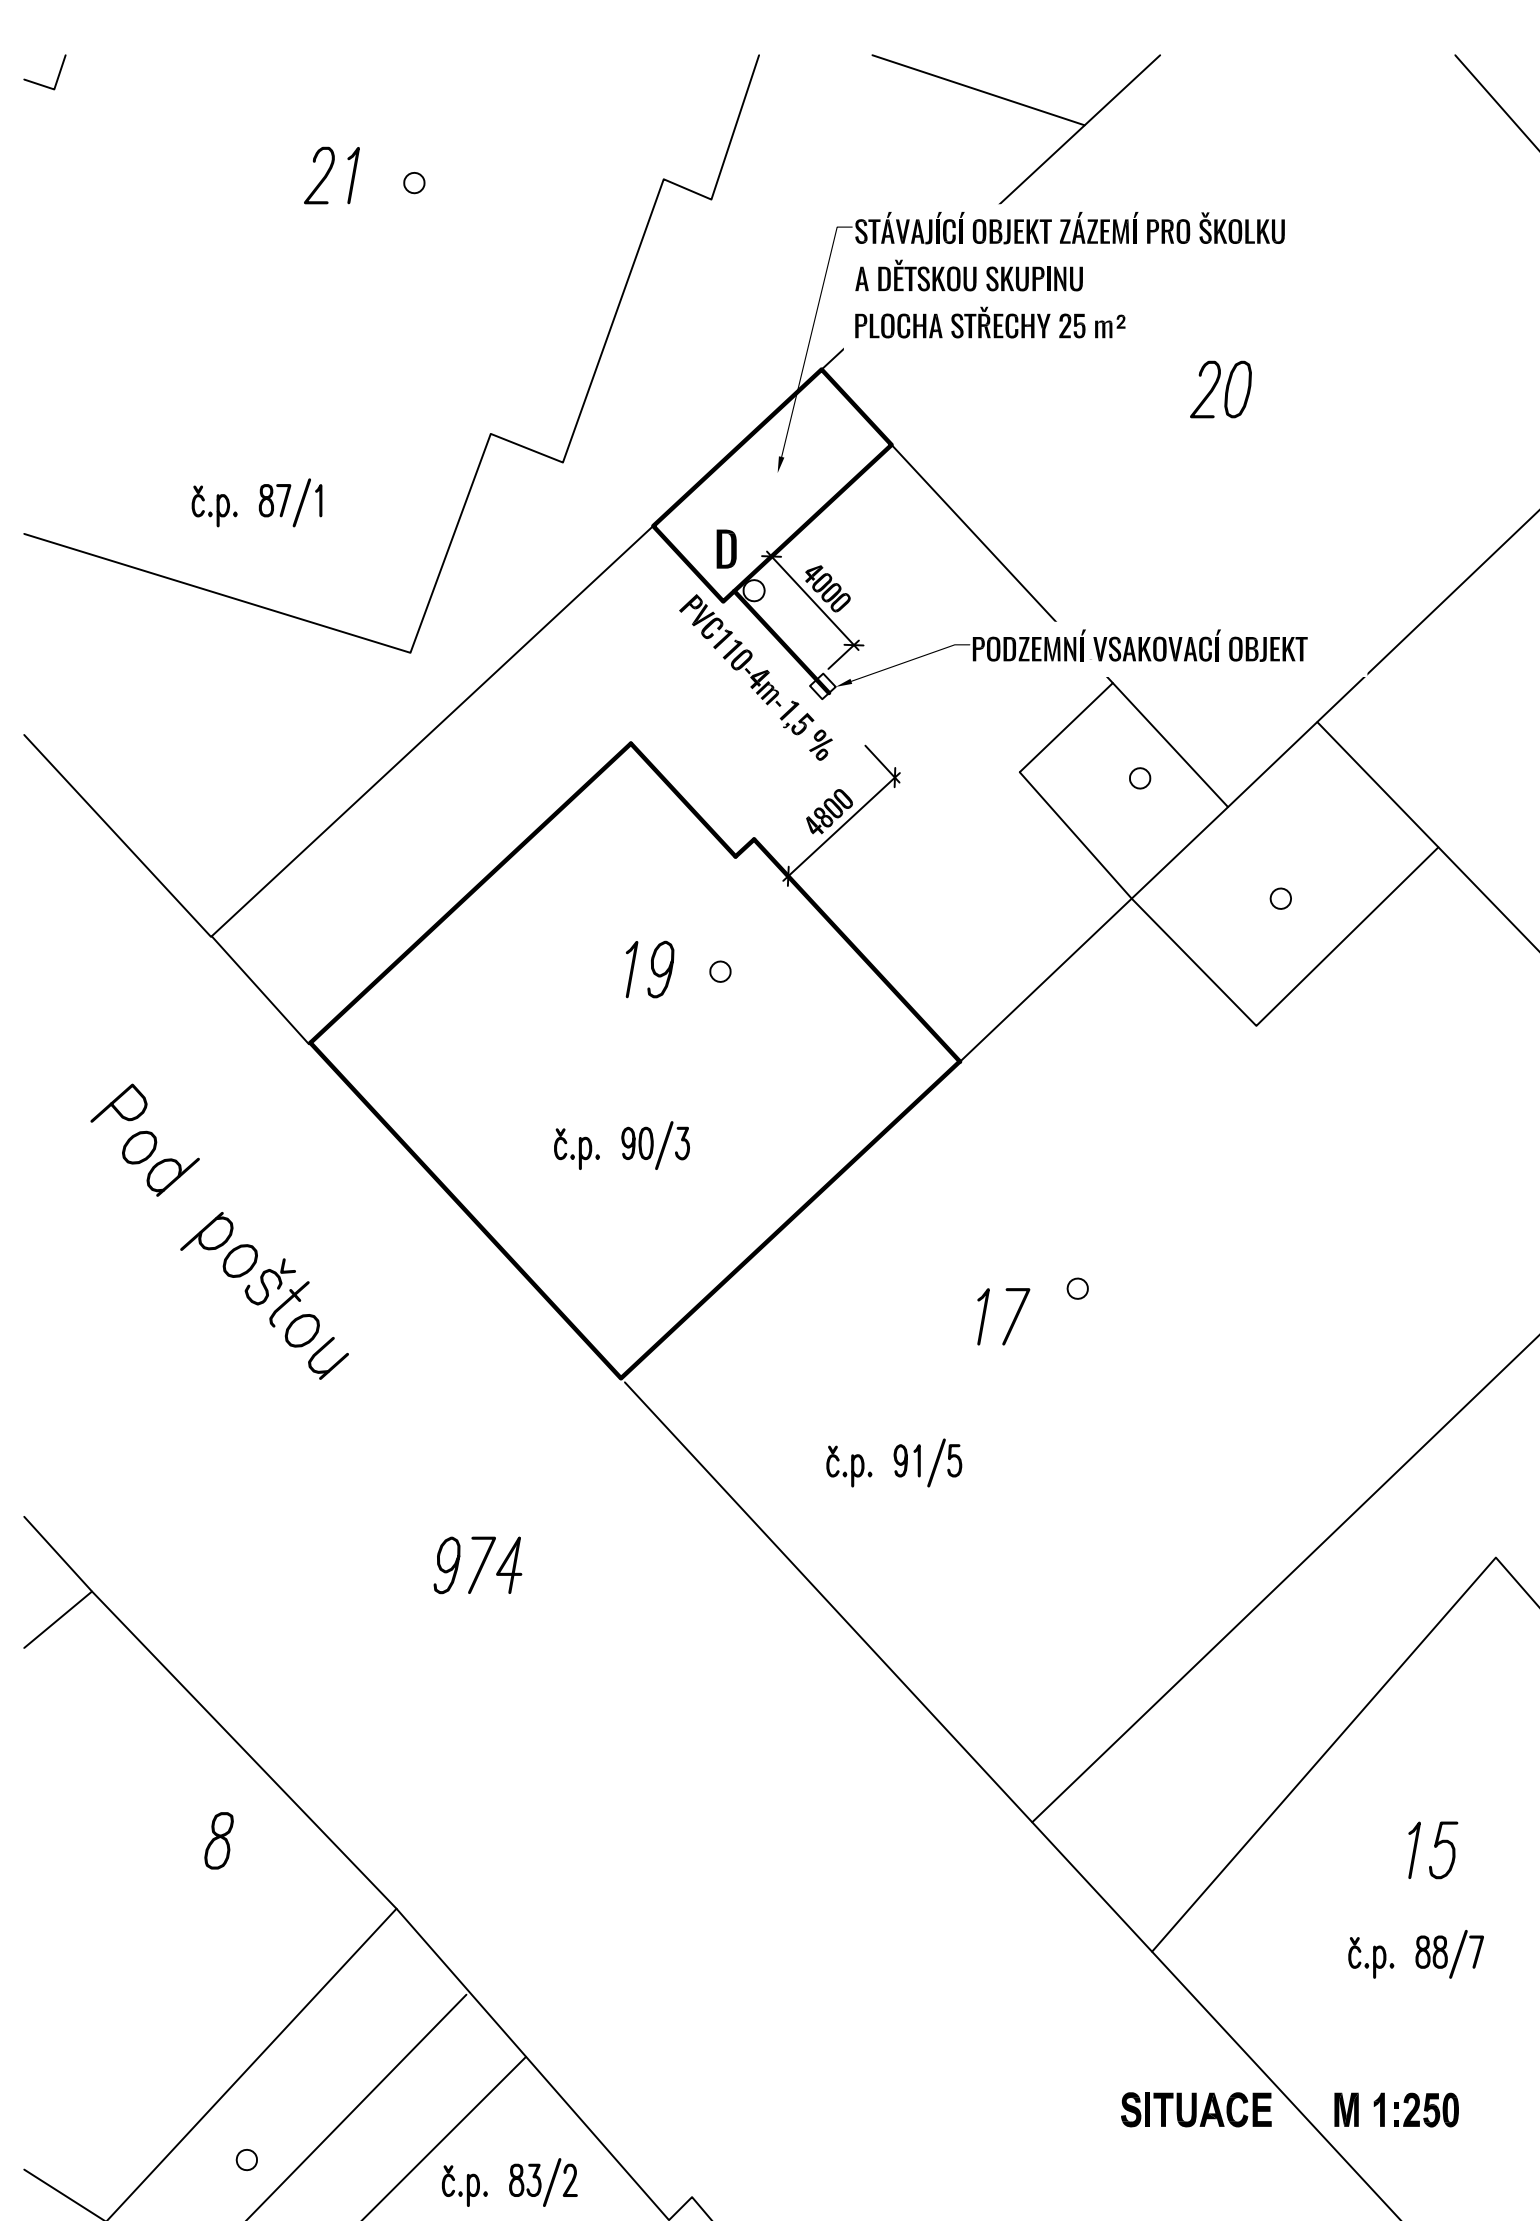 21
STÁVAJÍCÍ OBJEKT ZÁZEMÍ PRO ŠKOLKU
A DĚTSKOU SKUPINU
PLOCHA STŘECHY 25 m²
20
č.p. 87/1
D
4000
PVC110-4m-1,5 %
PODZEMNÍ VSAKOVACÍ OBJEKT
4800
19
č.p. 90/3
Pod poštou
17
č.p. 91/5
974
8
15
č.p. 88/7
SITUACE M 1:250
č.p. 83/2